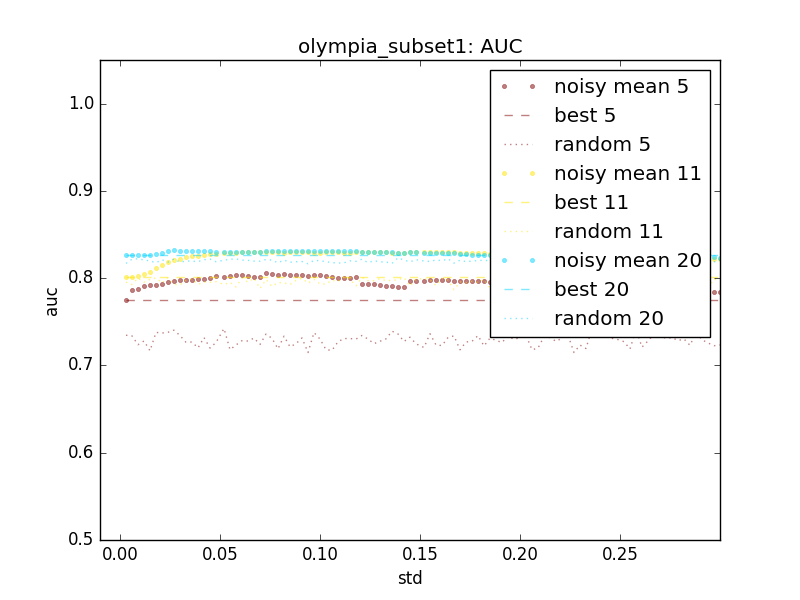 olympia_subset1: AUC
1.0
0.9
0.8
0.7
0.6
0.5
auc
0.00
0.05
0.10
0.15
0.20
0.25
std
noisy mean 5
best 5
random 5
noisy mean 11
best 11
random 11
noisy mean 20
best 20
random 20